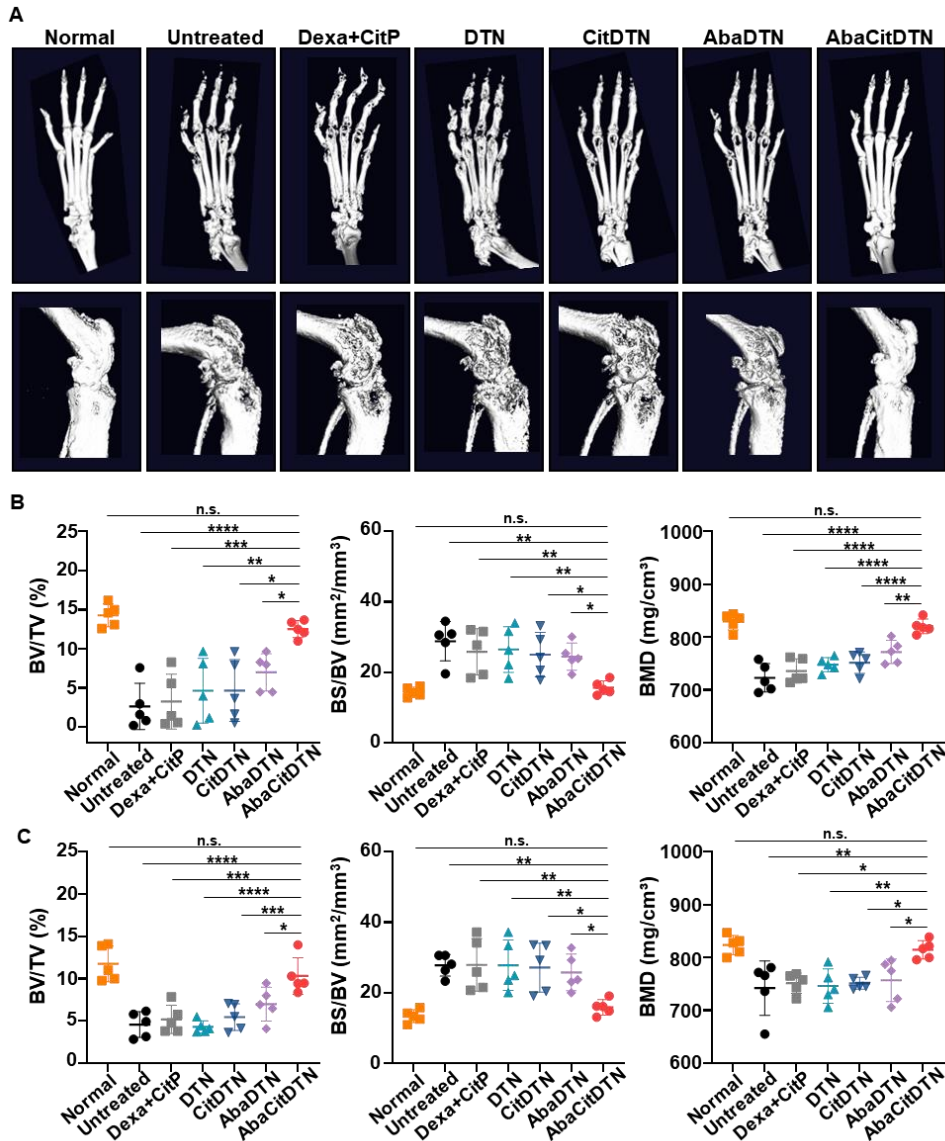 A
Normal Untreated Dexa+CitP DTN CitDTN AbaDTN AbaCitDTN
B
n.s.
****
***
**
*
*
25
20
15
10
5
0
BV/TV (%)
Normal
Untreated
Dexa+CitP
DTN
CitDTN
AbaDTN
AbaCitDTN
n.s.
**
**
**
*
*
60
40
20
0
BS/BV (mm²/mm³)
Normal
Untreated
Dexa+CitP
DTN
CitDTN
AbaDTN
AbaCitDTN
n.s.
****
****
****
****
**
1000
900
800
700
600
BMD (mg/cm³)
Normal
Untreated
Dexa+CitP
DTN
CitDTN
AbaDTN
AbaCitDTN
C
n.s.
****
***
****
***
*
25
20
15
10
5
0
BV/TV (%)
Normal
Untreated
Dexa+CitP
DTN
CitDTN
AbaDTN
AbaCitDTN
n.s.
**
**
**
*
*
60
40
20
0
BS/BV (mm²/mm³)
Normal
Untreated
Dexa+CitP
DTN
CitDTN
AbaDTN
AbaCitDTN
n.s.
**
*
**
*
*
1000
900
800
700
600
BMD (mg/cm³)
Normal
Untreated
Dexa+CitP
DTN
CitDTN
AbaDTN
AbaCitDTN